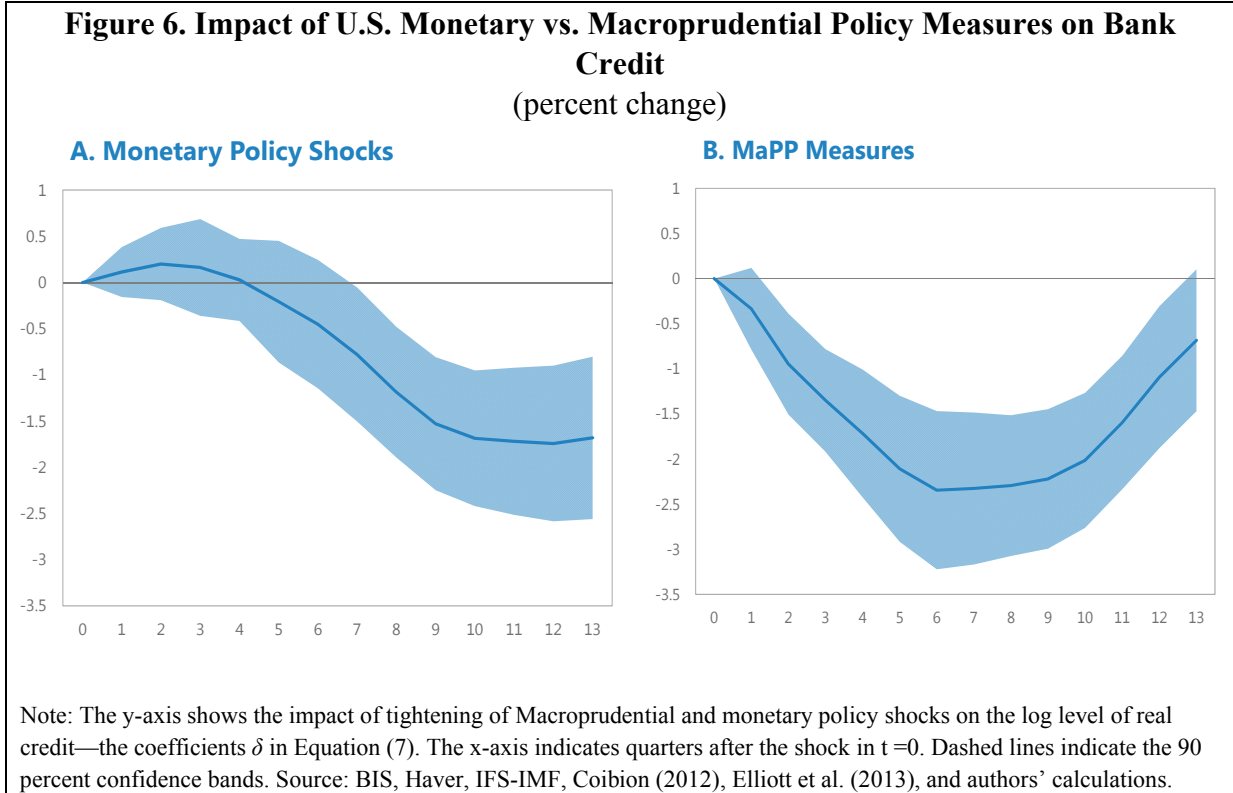 Figure 6. Impact of U.S. Monetary vs. Macroprudential Policy Measures on Bank
Credit
(percent change)
A. Monetary Policy Shocks
1
0.5
0
-0.5
-1
-1.5
-2
-2.5
-3
-3.5
0 1 2 3 4 5 6 7 8 9 10 11 12 13
B. MaPP Measures
1
0.5
0
-0.5
-1
-1.5
-2
-2.5
-3
-3.5
0 1 2 3 4 5 6 7 8 9 10 11 12 13
Note: The y-axis shows the impact of tightening of Macroprudential and monetary policy shocks on the log level of real
credit—the coefficients δ in Equation (7). The x-axis indicates quarters after the shock in t =0. Dashed lines indicate the 90
percent confidence bands. Source: BIS, Haver, IFS-IMF, Coibion (2012), Elliott et al. (2013), and authors’ calculations.